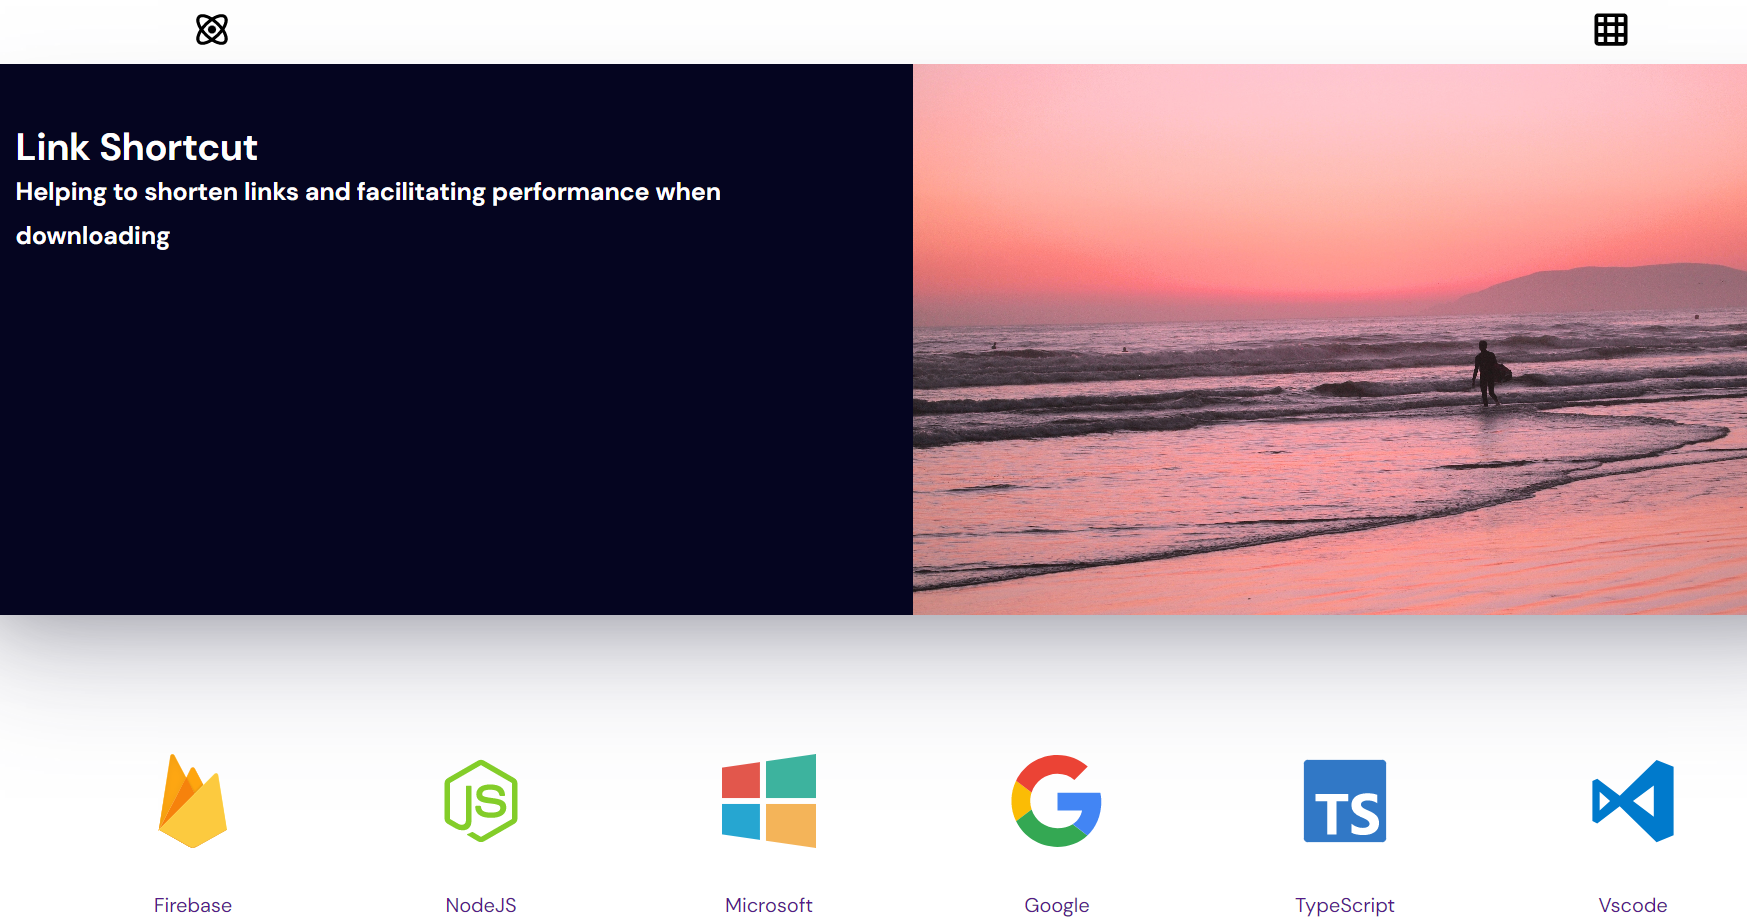 Link Shortcut
Helping to shorten links and facilitating performance when
downloading
JS
TS
Firebase
NodeJS
Microsoft
Google
TypeScript
Vscode